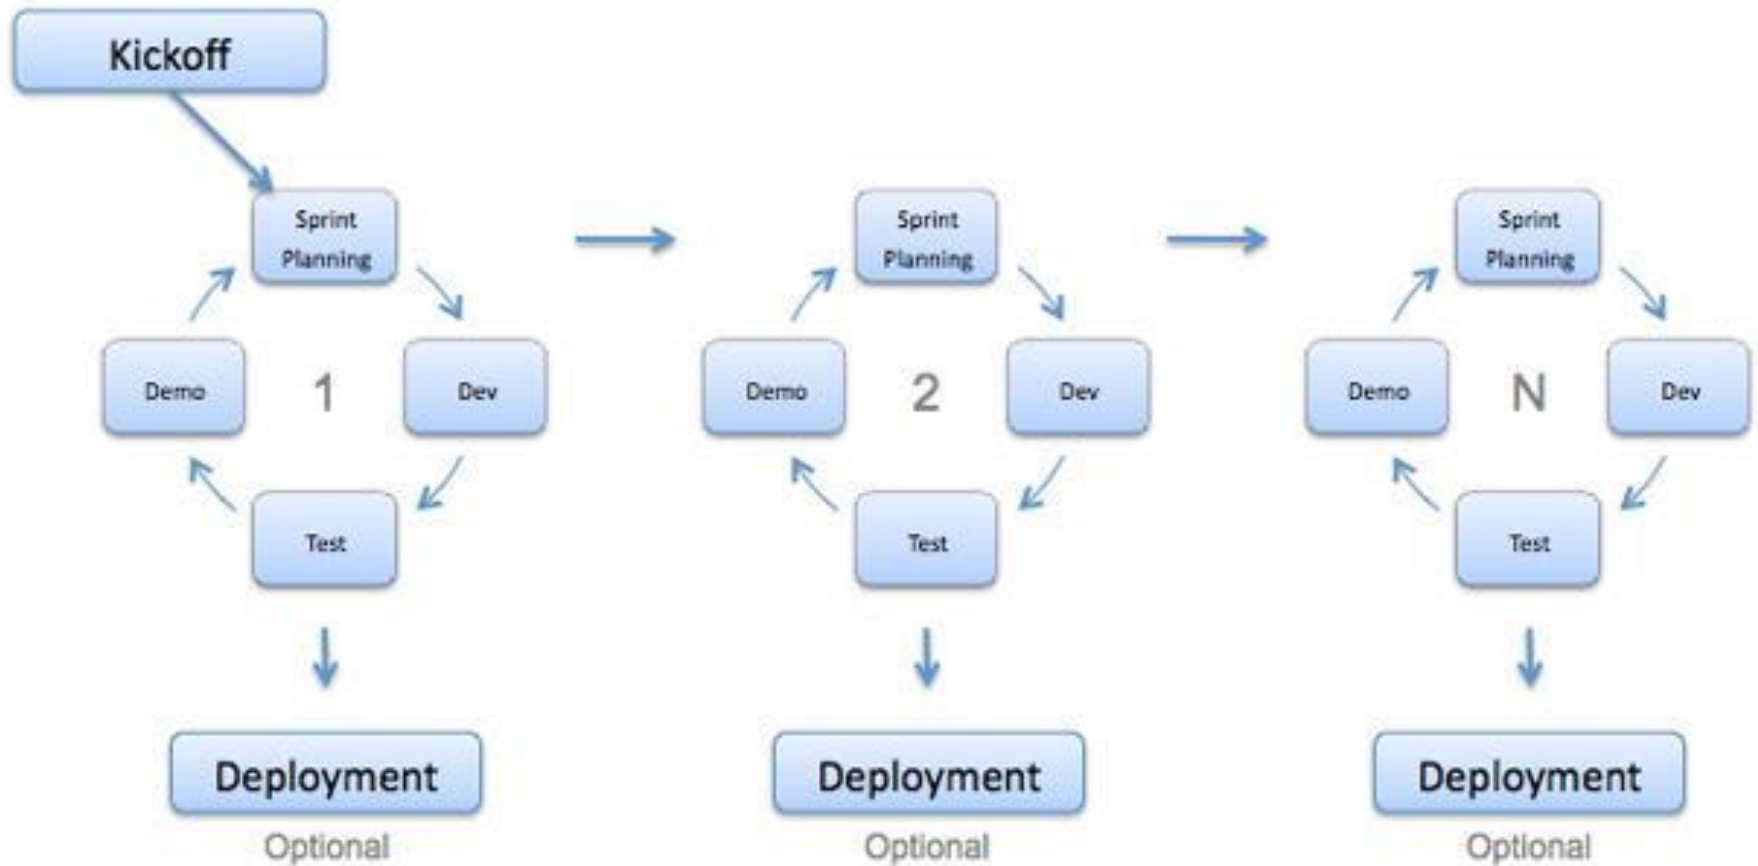 Kickoff
Sprint
Planning
Demo
1
Dev
Test
Deployment
Optional
Sprint
Planning
Demo
2
Dev
Test
Deployment
Optional
Sprint
Planning
Demo
N
Dev
Test
Deployment
Optional